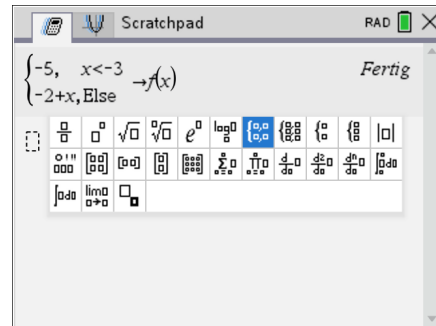 Scratchpad RAD
{-5, x<-3
{-2+x,Else →f(x) Fertig